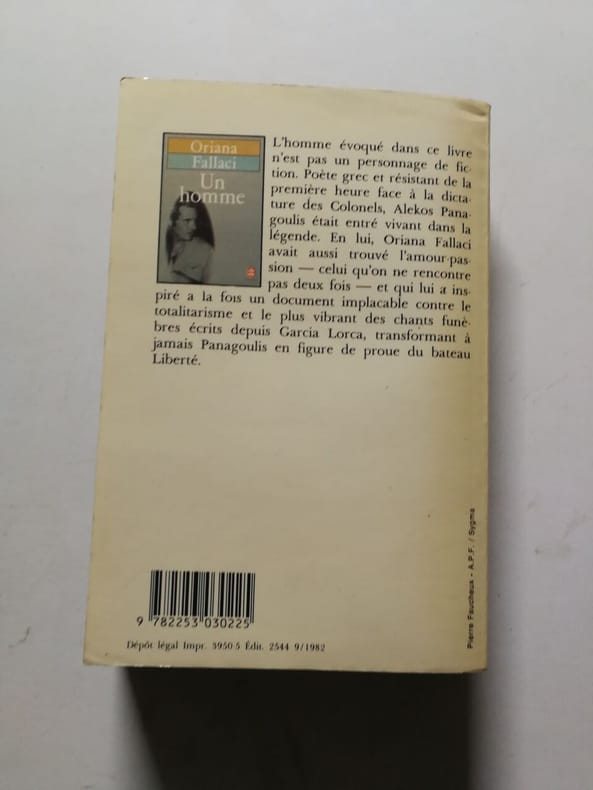 Oriana
Fallaci
Un
homme
L'homme évoqué dans ce livre
n'est pas un personnage de fic-
tion. Poète grec et résistant de la
première heure face à la dicta-
ture des Colonels, Alekos Pana-
goulis était entré vivant dans la
légende. En lui, Oriana Fallaci
avait aussi trouvé l'amour-pas-
sion — celui qu'on ne rencontre
pas deux fois — et qui lui a ins-
piré a la fois un document implacable contre le
totalitarisme et le plus vibrant des chants funè-
bres écrits depuis Garcia Lorca, transformant à
jamais Panagoulis en figure de proue du bateau
Liberté.
Pierre Faucheux - A.P.F. / Sygma
9 782253 030225
Dépôt légal Impr. 3950-5 Édit. 2544 9/1982